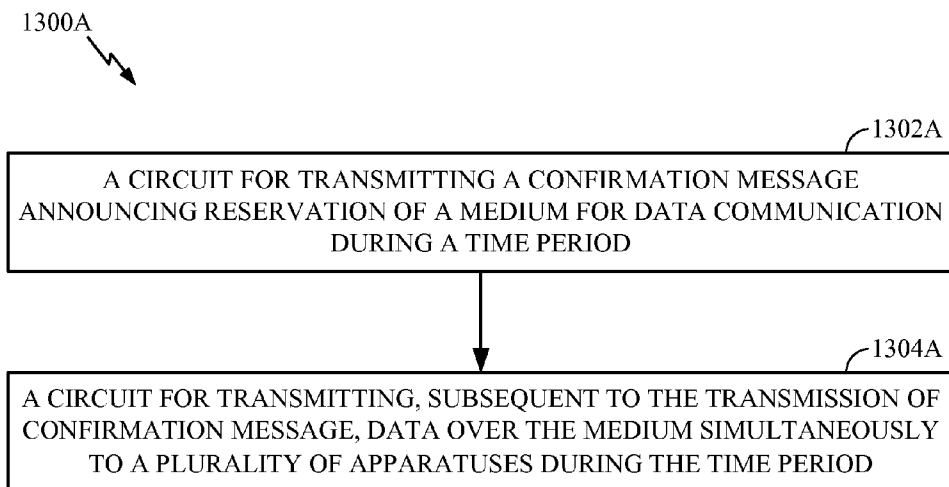 1300A
1302A
A CIRCUIT FOR TRANSMITTING A CONFIRMATION MESSAGE
ANNOUNCING RESERVATION OF A MEDIUM FOR DATA COMMUNICATION
DURING A TIME PERIOD
1304A
A CIRCUIT FOR TRANSMITTING, SUBSEQUENT TO THE TRANSMISSION OF
CONFIRMATION MESSAGE, DATA OVER THE MEDIUM SIMULTANEOUSLY
TO A PLURALITY OF APPARATUSES DURING THE TIME PERIOD